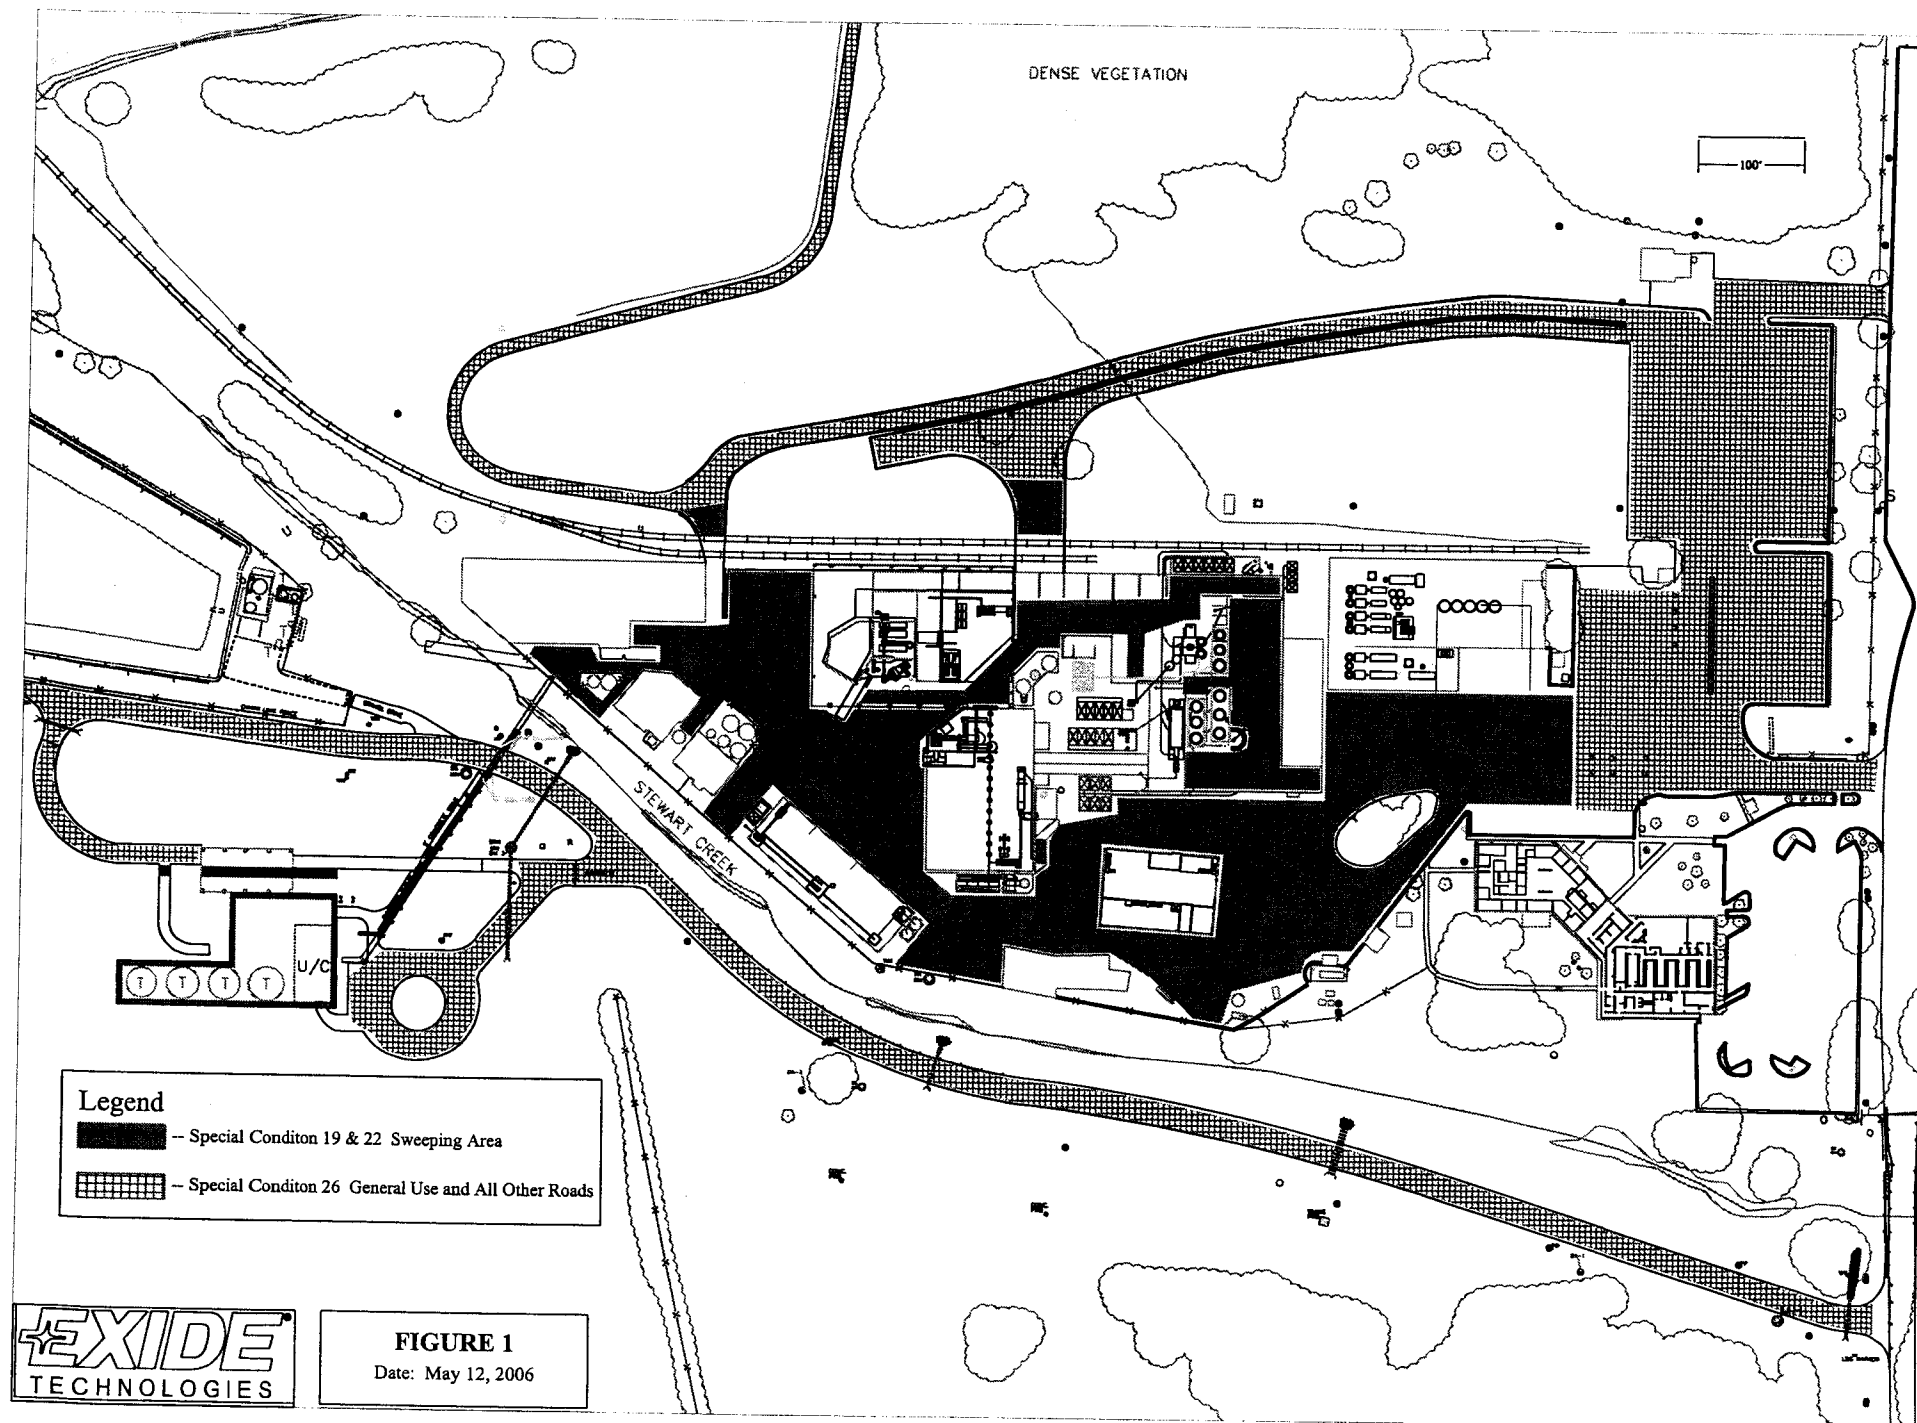 DENSE VEGETATION
100'
S
STEWART CREEK
U/C
T T T T
Legend
-- Special Conditon 19 & 22 Sweeping Area
-- Special Conditon 26 General Use and All Other Roads
EXIDE
TECHNOLOGIES
FIGURE 1
Date: May 12, 2006